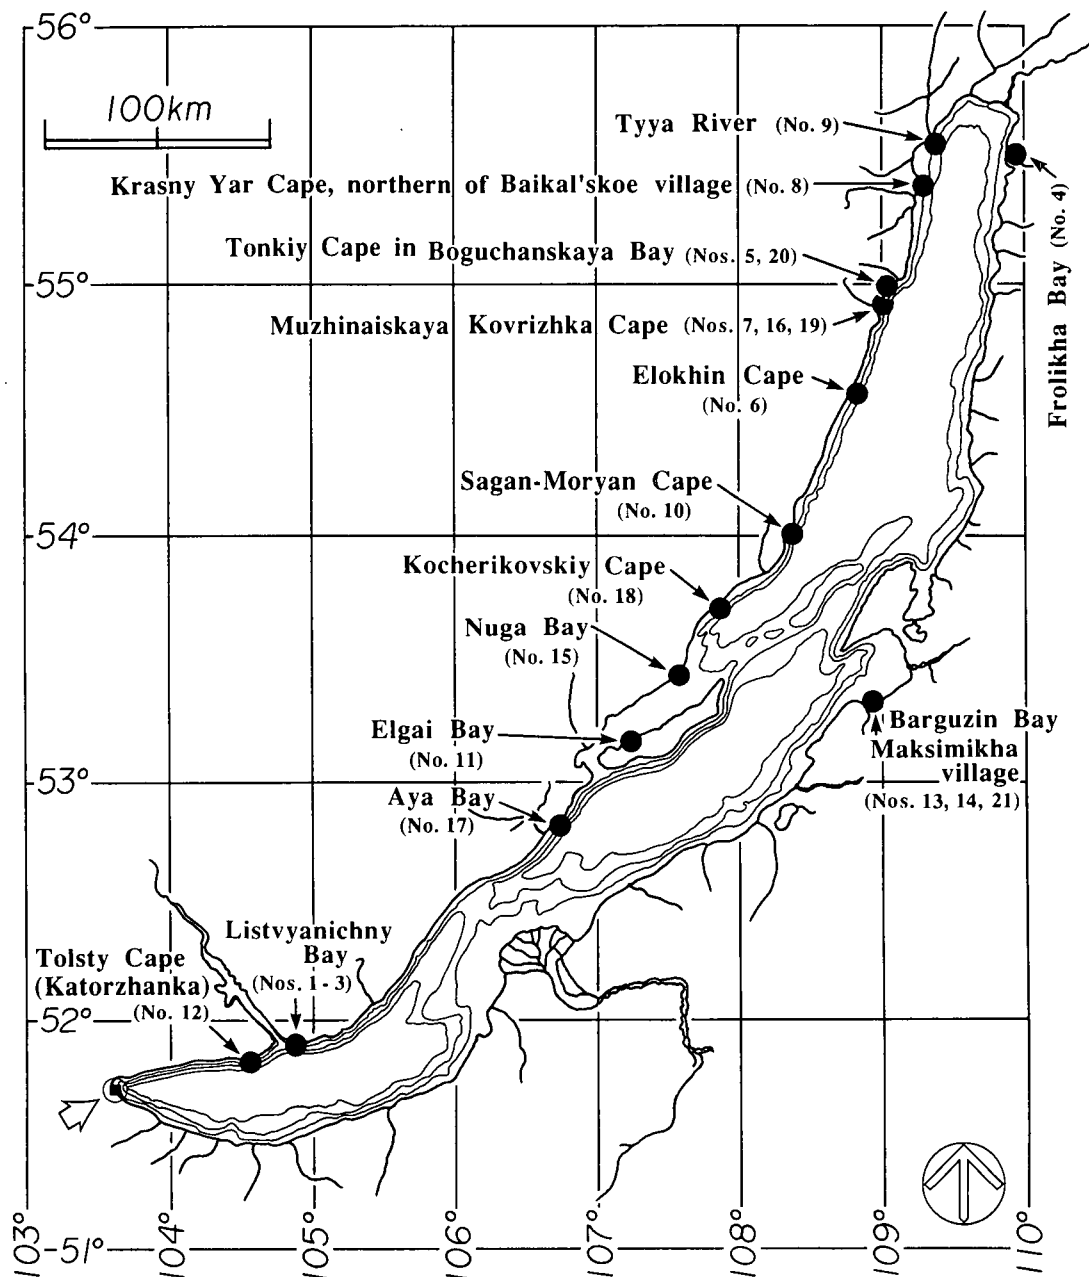 56°
100km
Tyya River (No. 9)
Krasny Yar Cape, northern of Baikal'skoe village (No. 8)
Frolikha Bay (No. 4)
Tonkiy Cape in Boguchanskaya Bay (Nos. 5, 20)
55°
Muzhinaiskaya Kovrizhka Cape (Nos. 7, 16, 19)
Elokhin Cape
(No. 6)
Sagan-Moryan Cape
(No. 10)
54°
Kocherikovskiy Cape
(No. 18)
Nuga Bay
(No. 15)
Elgai Bay
(No. 11)
Barguzin Bay
Maksimikha
village
(Nos. 13, 14, 21)
53°
Aya Bay
(No. 17)
Listvyanichny
Bay
(Nos. 1 - 3)
Tolsty Cape
(Katorzhanka)
(No. 12)
52°
51°
103°
104°
105°
106°
107°
108°
109°
110°